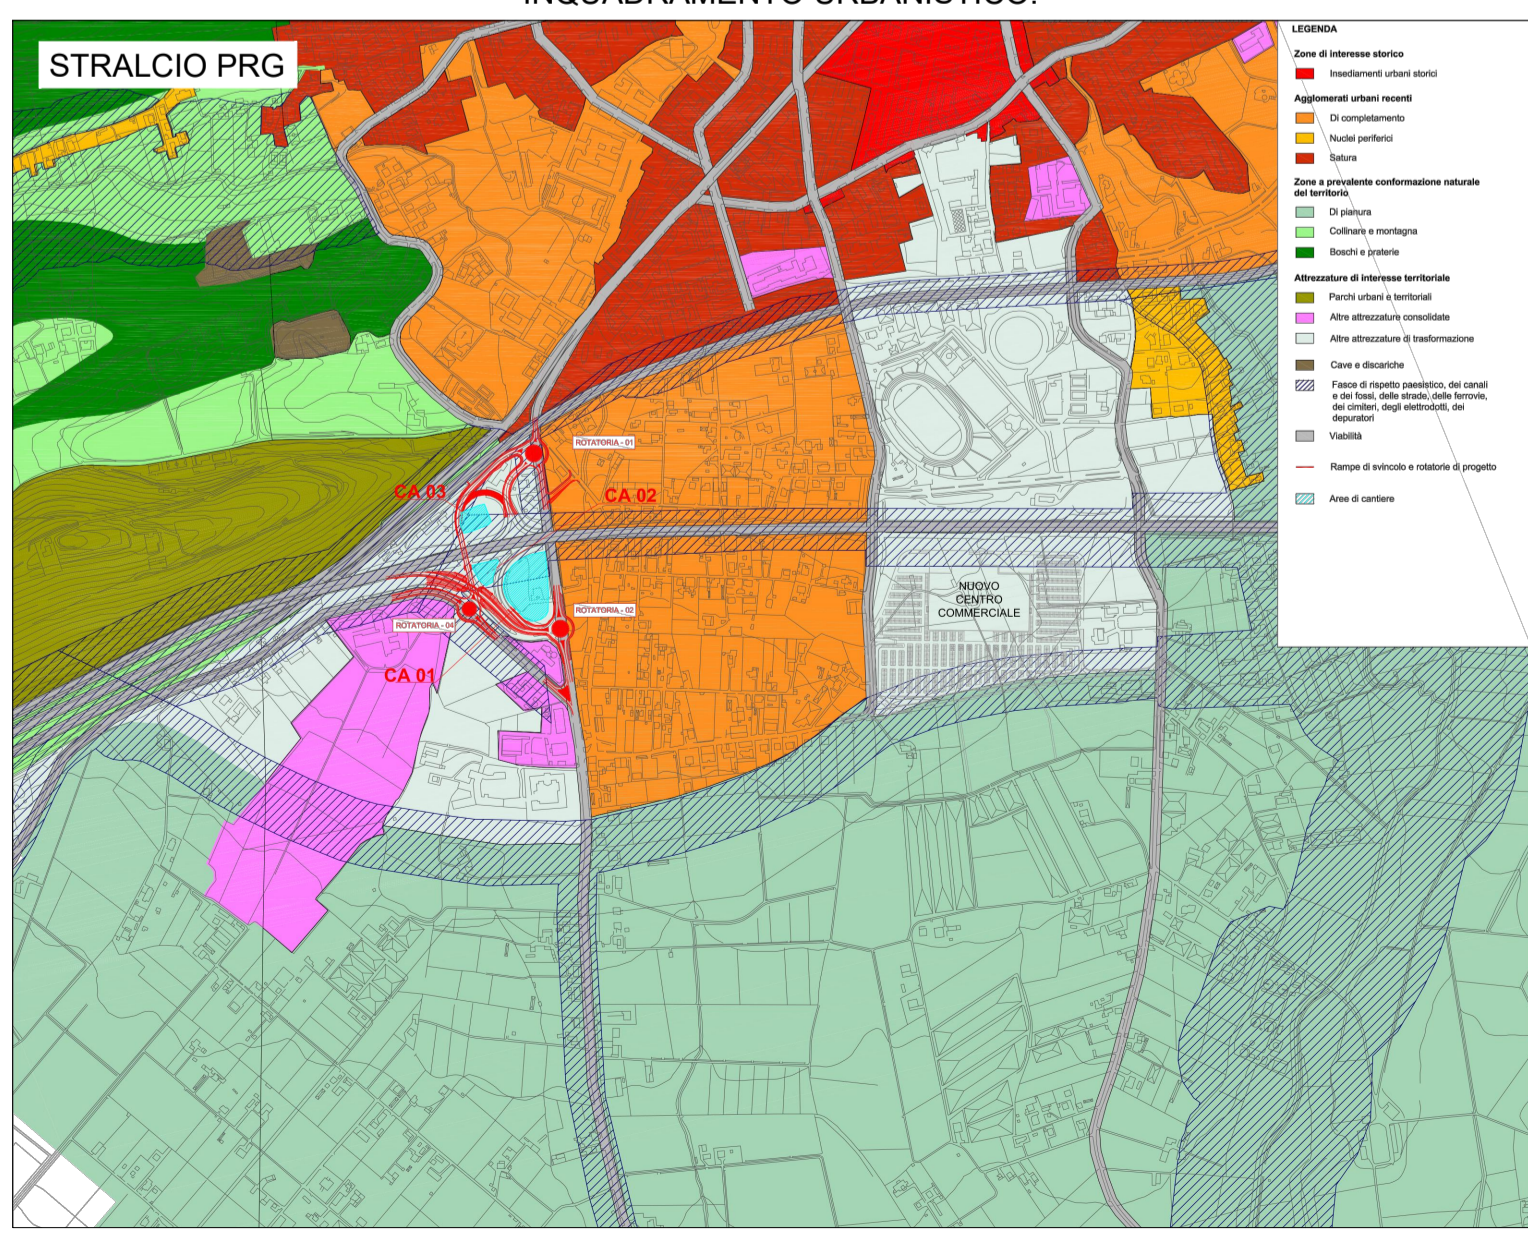 INQUADRAMENTO URBANISTICO:
STRALCIO PRG
LEGENDA
Zone di interesse storico
Insediamenti urbani storici
Agglomerati urbani recenti
Di completamento
Nuclei periferici
Satura
Zone a prevalente conformazione naturale
del territorio
Di pianura
Collinare e montagna
Boschi e praterie
Attrezzature di interesse territoriale
Parchi urbani e territoriali
Altre attrezzature consolidate
Altre attrezzature di trasformazione
Cave e discariche
Fasce di rispetto paesistico, dei canali
e dei fossi, delle strade, delle ferrovie,
dei cimiteri, degli elettrodotti, dei
depuratori
Viabilità
Rampe di svincolo e rotatorie di progetto
Aree di cantiere
ROTATORIA - 01
CA 03
CA 02
NUOVO
CENTRO
COMMERCIALE
ROTATORIA - 02
ROTATORIA - 04
CA 01